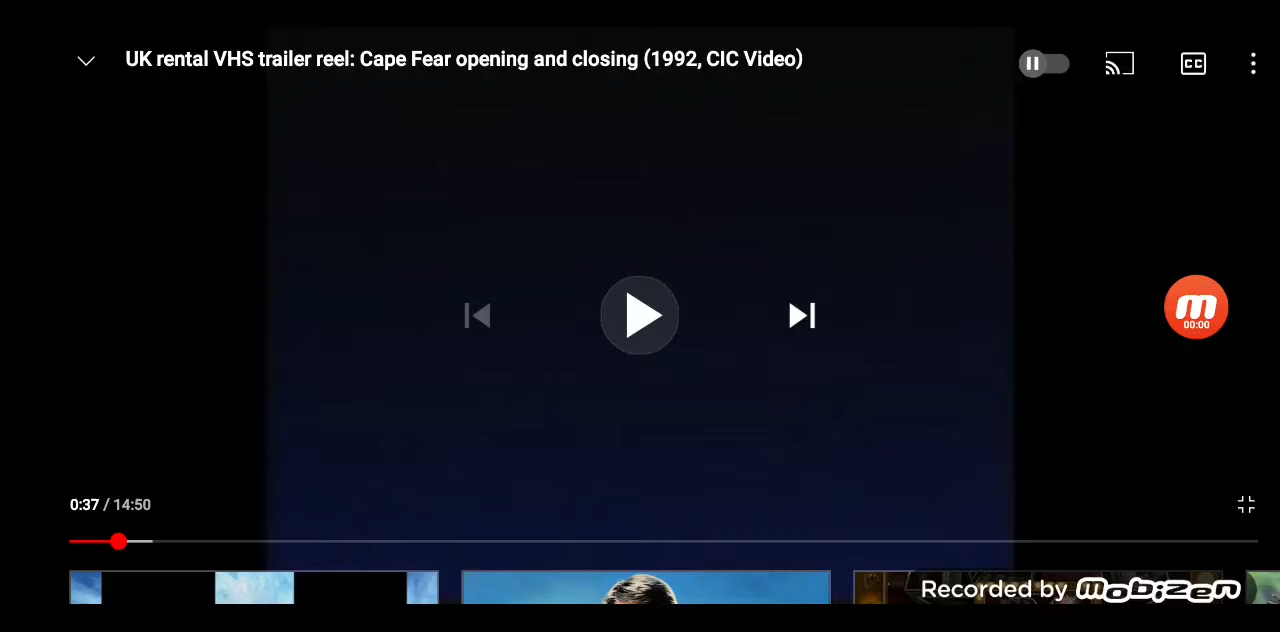 UK rental VHS trailer reel: Cape Fear opening and closing (1992, CIC Video)
CC
m
00:00
0:37 / 14:50
Recorded by mobizen